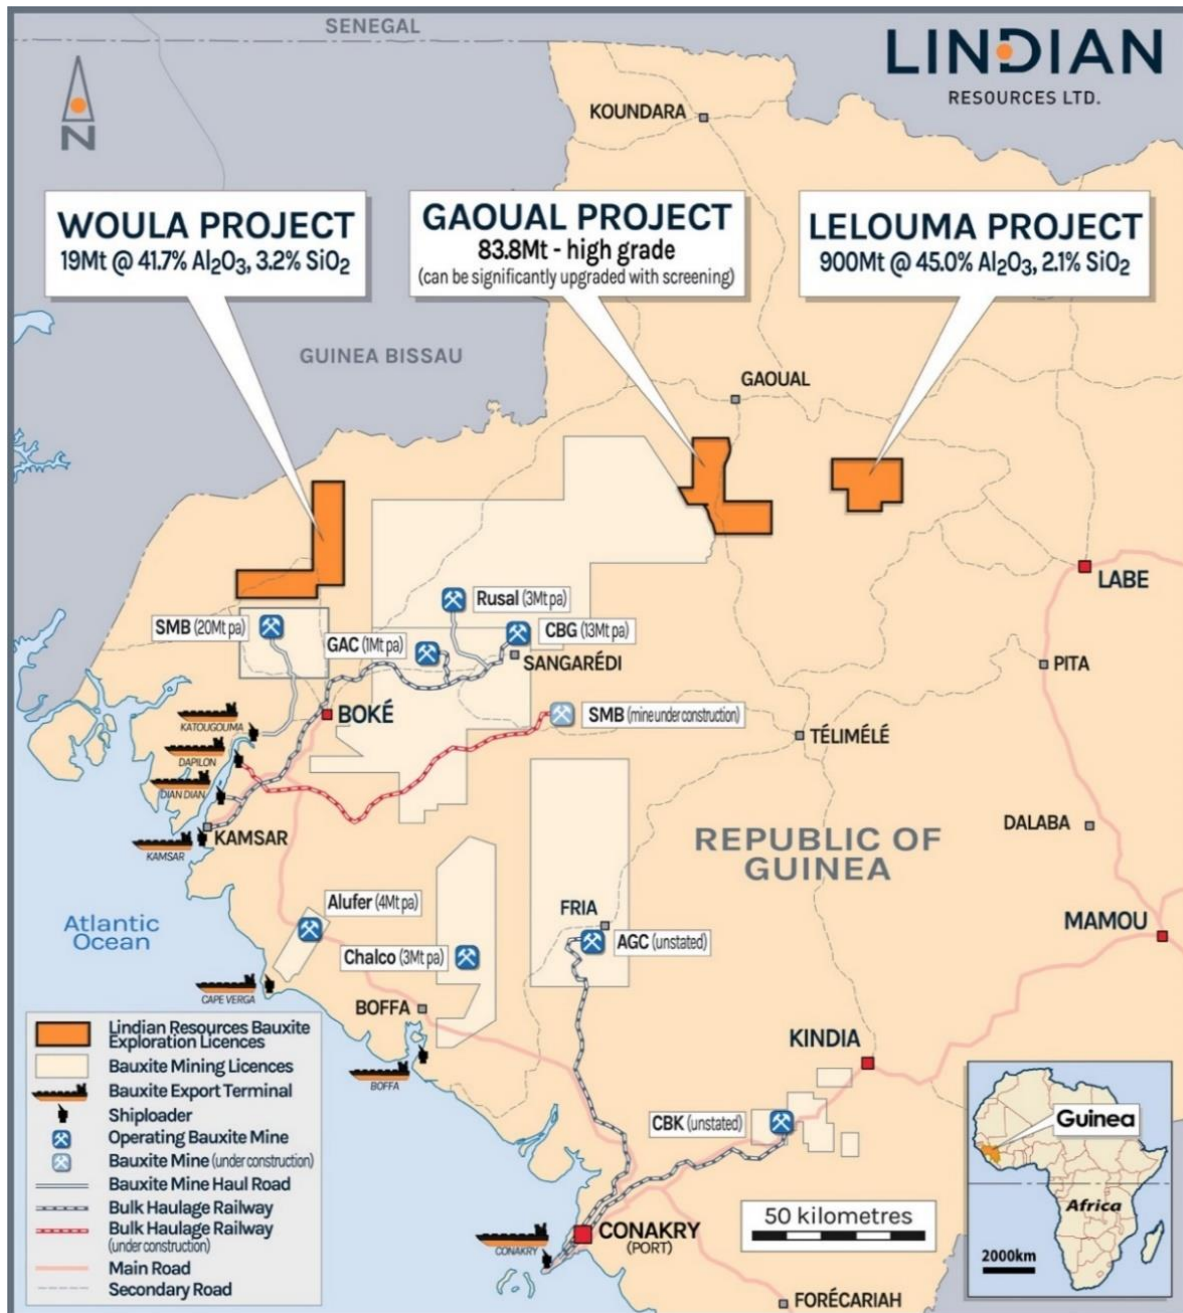 SENEGAL
LINDIAN
RESOURCES LTD.
N
KOUNDARA
WOULA PROJECT
19Mt @ 41.7% Al₂O₃, 3.2% SiO₂
GAOUAL PROJECT
83.8Mt - high grade
(can be significantly upgraded with screening)
LELOUMA PROJECT
900Mt @ 45.0% Al₂O₃, 2.1% SiO₂
GUINEA BISSAU
GAOUAL
LABE
Rusal (3Mt pa)
SMB (20Mt pa)
GAC (1Mt pa)
CBG (13Mt pa)
SANGARÉDI
PITA
BOKÉ
KATOUGOUMA
SMB (mine under construction)
TÉLIMÉLÉ
DAPILON
DIAN DIAN
KAMSAR
KAMSAR
DALABA
REPUBLIC OF
GUINEA
Alufer (4Mt pa)
FRIA
MAMOU
Atlantic
Ocean
Chalco (3Mt pa)
AGC (unstated)
CAPE VERGA
BOFFA
BOFFA
KINDIA
CBK (unstated)
CONAKRY
(PORT)
CONAKRY
FORÉCARIAH
Lindian Resources Bauxite
Exploration Licences
Bauxite Mining Licences
Bauxite Export Terminal
Shiploader
Operating Bauxite Mine
Bauxite Mine (under construction)
Bauxite Mine Haul Road
Bulk Haulage Railway
Bulk Haulage Railway
(under construction)
Main Road
Secondary Road
50 kilometres
Guinea
Africa
2000km